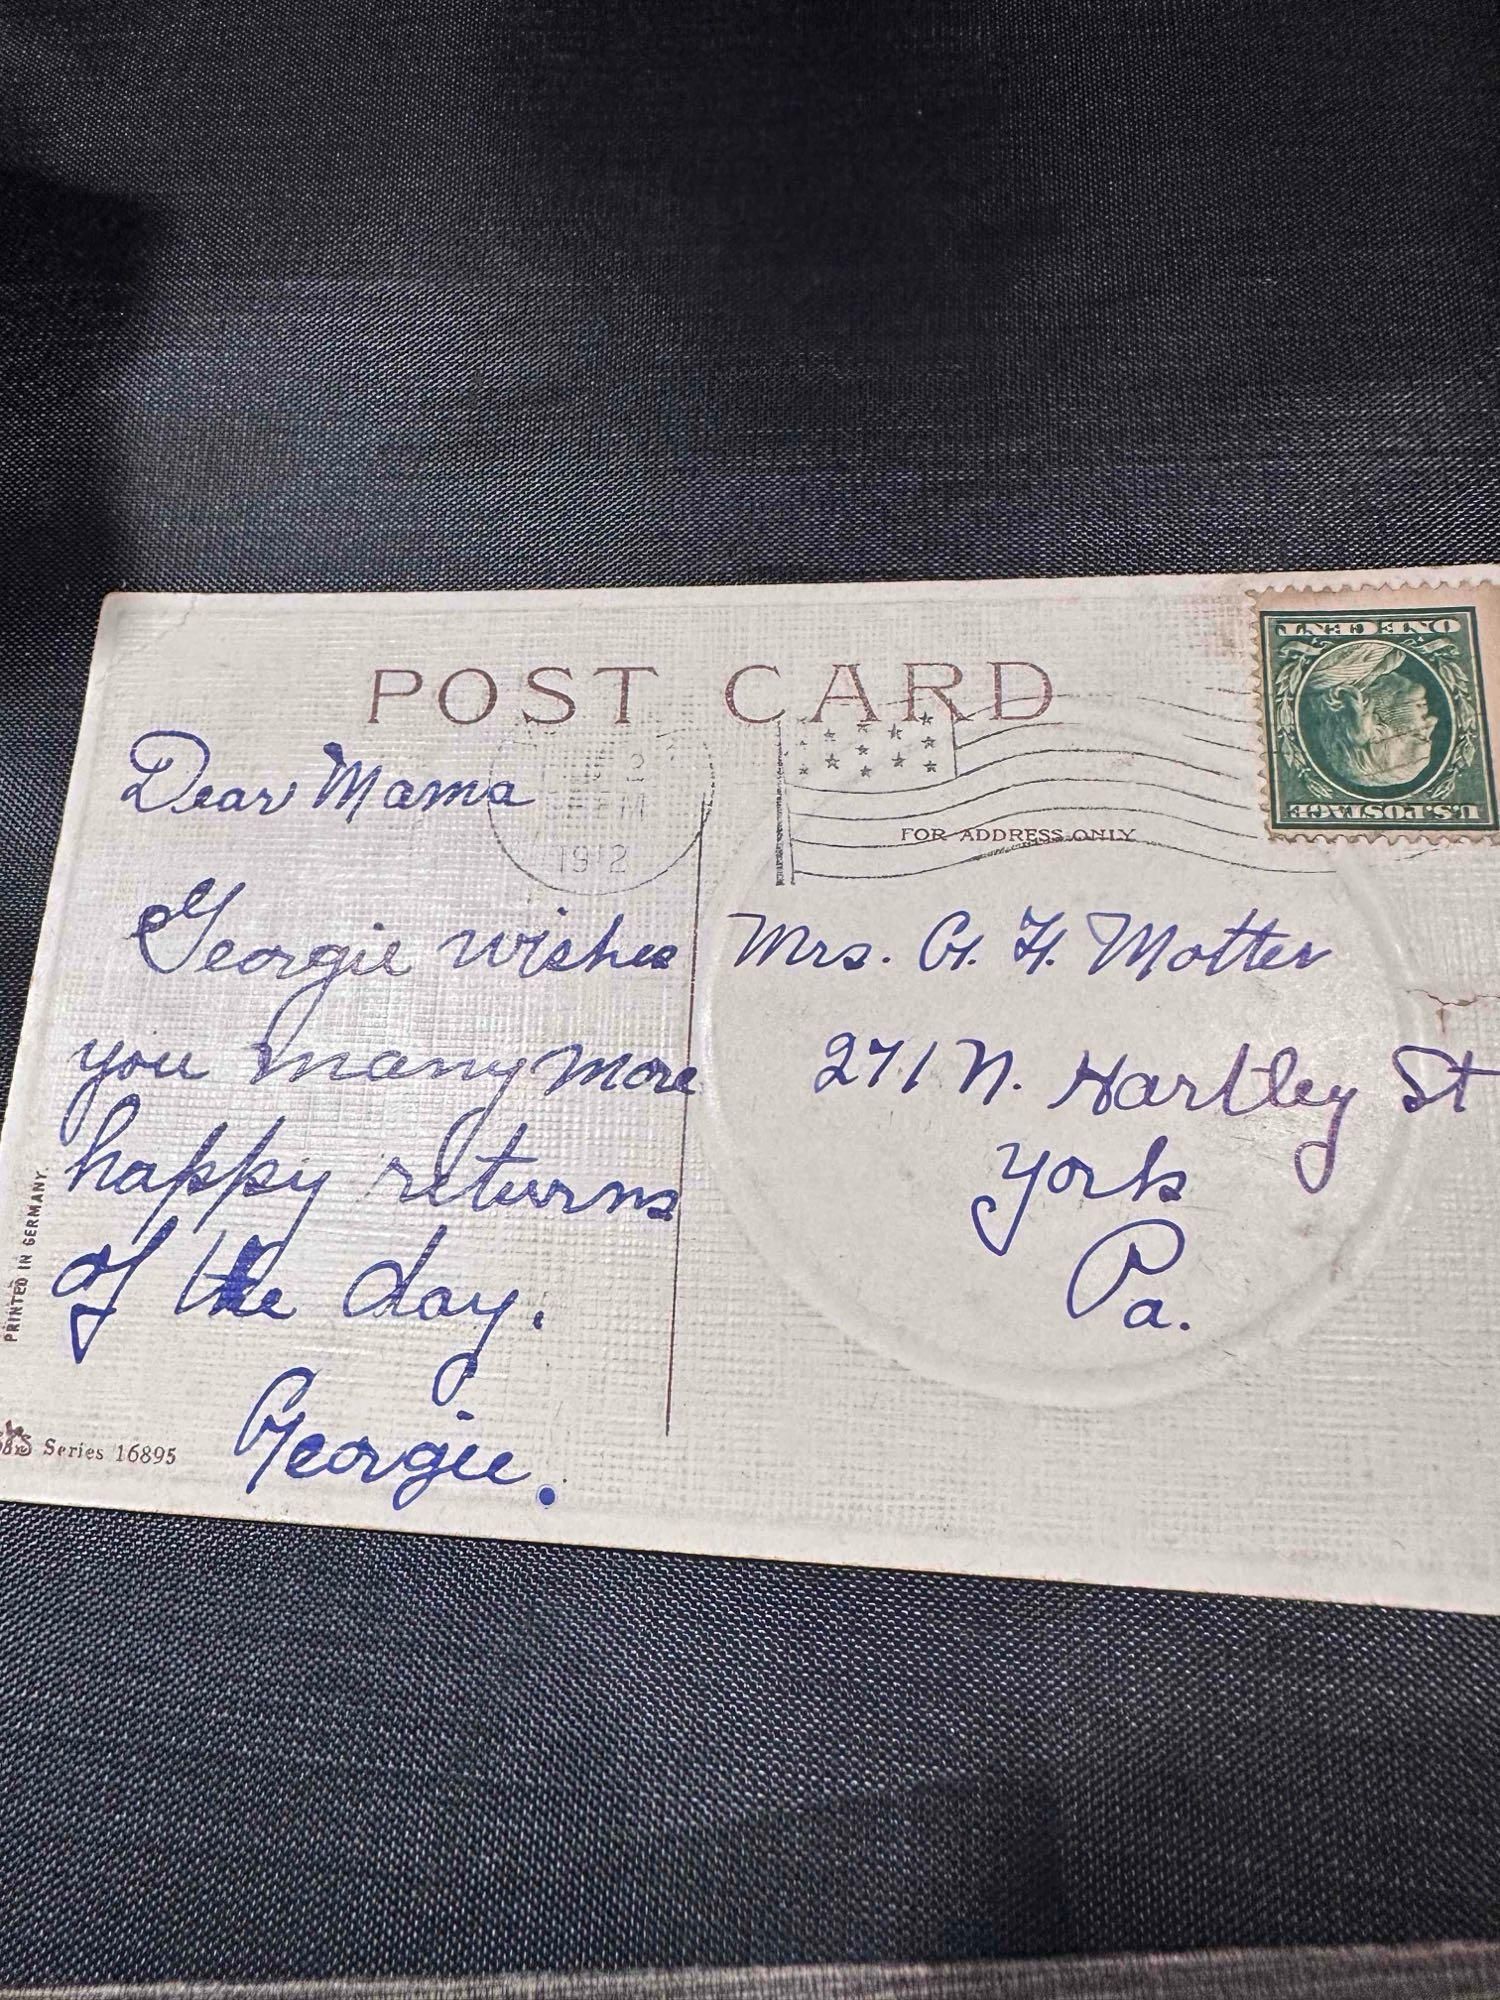 POST CARD
Dear Mama
Georgie wishes
you many more
happy returns
of the day.
Georgie.
1912
FOR ADDRESS ONLY
ONE CENT
U.S. POSTAGE
Mrs. G. H. Motter
271 N. Hartley St
York
Pa.
PRINTED IN GERMANY.
Series 16895